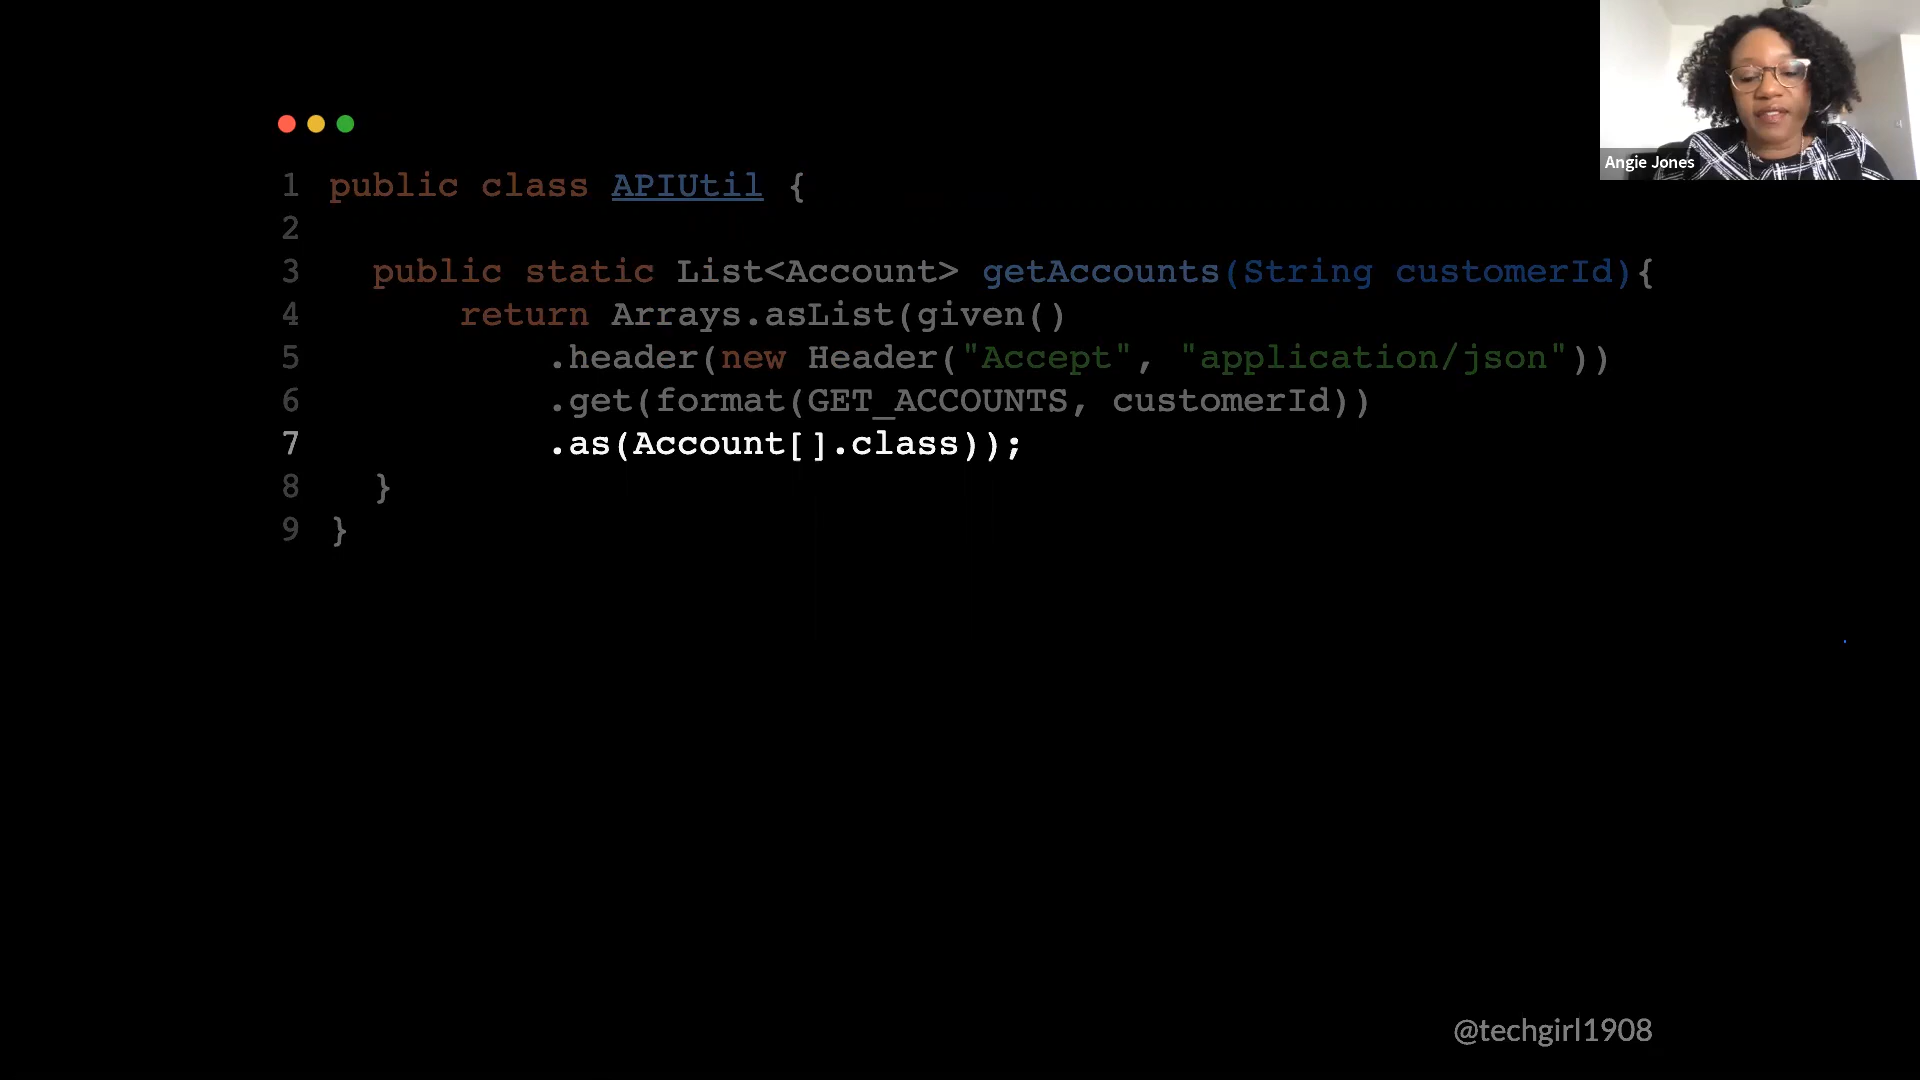 Angie Jones
1 public class APIUtil {
2
3 public static List<Account> getAccounts(String customerId){
4 return Arrays.asList(given()
5 .header(new Header("Accept", "application/json"))
6 .get(format(GET_ACCOUNTS, customerId))
7 .as(Account[].class));
8 }
9 }
@techgirl1908